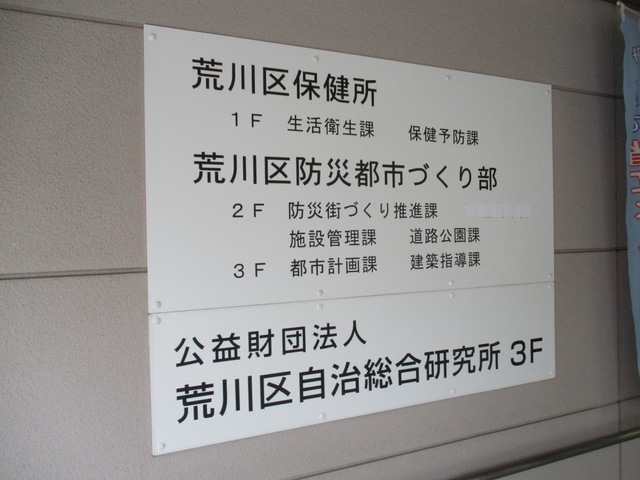 荒川区保健所
1F 生活衛生課 保健予防課
荒川区防災都市づくり部
2F 防災街づくり推進課
施設管理課 道路公園課
3F 都市計画課 建築指導課
公益財団法人
荒川区自治総合研究所 3F